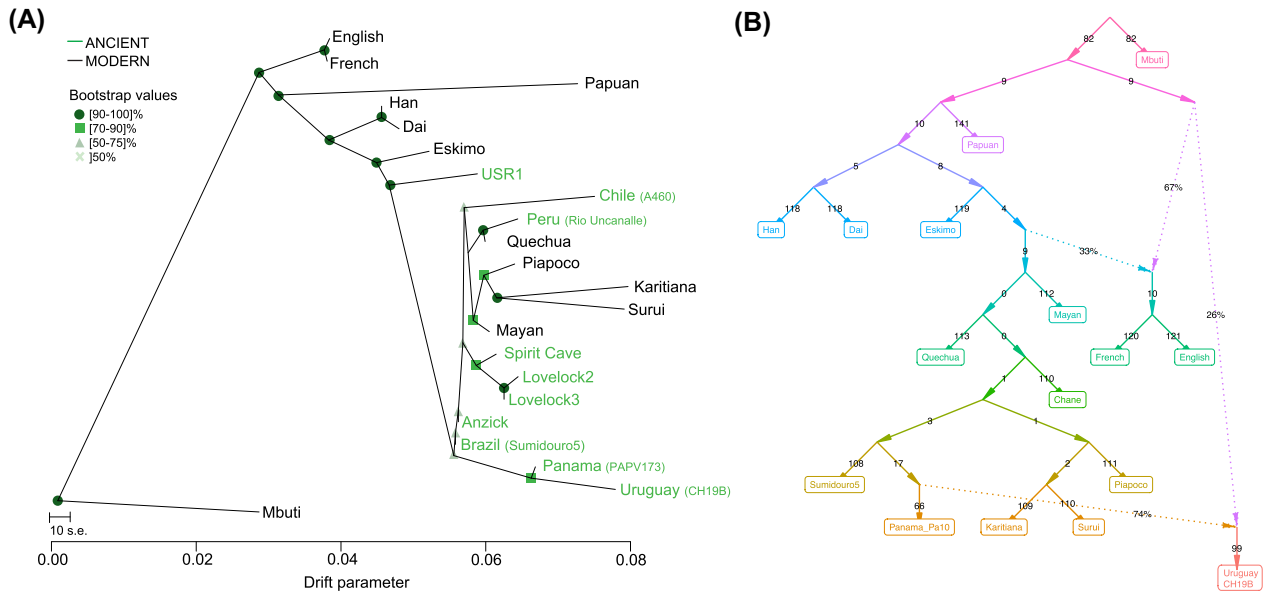 (A)
ANCIENT
MODERN
Bootstrap values
[90-100]%
[70-90]%
[50-75]%
]50%
English
French
Papuan
Han
Dai
Eskimo
USR1
Chile (A460)
Peru (Rio Uncanalle)
Quechua
Piapoco
Karitiana
Surui
Mayan
Spirit Cave
Lovelock2
Lovelock3
Anzick
Brazil (Sumidouro5)
Panama (PAPV173)
Uruguay (CH19B)
Mbuti
10 s.e.
0.00 0.02 0.04 0.06 0.08
Drift parameter
(B)
82 82
Mbuti
9 9
10 141
Papuan
5 8
67%
118 118 119 4
Han Dai Eskimo
33%
9
0 112 10
Mayan
26%
113 0 120 121
Quechua French English
1 110
Chane
3 1
108 17 2 111
Sumidouro5 Piapoco
66 109 110 74%
Panama_Pa10 Karitiana Surui
99
Uruguay
CH19B